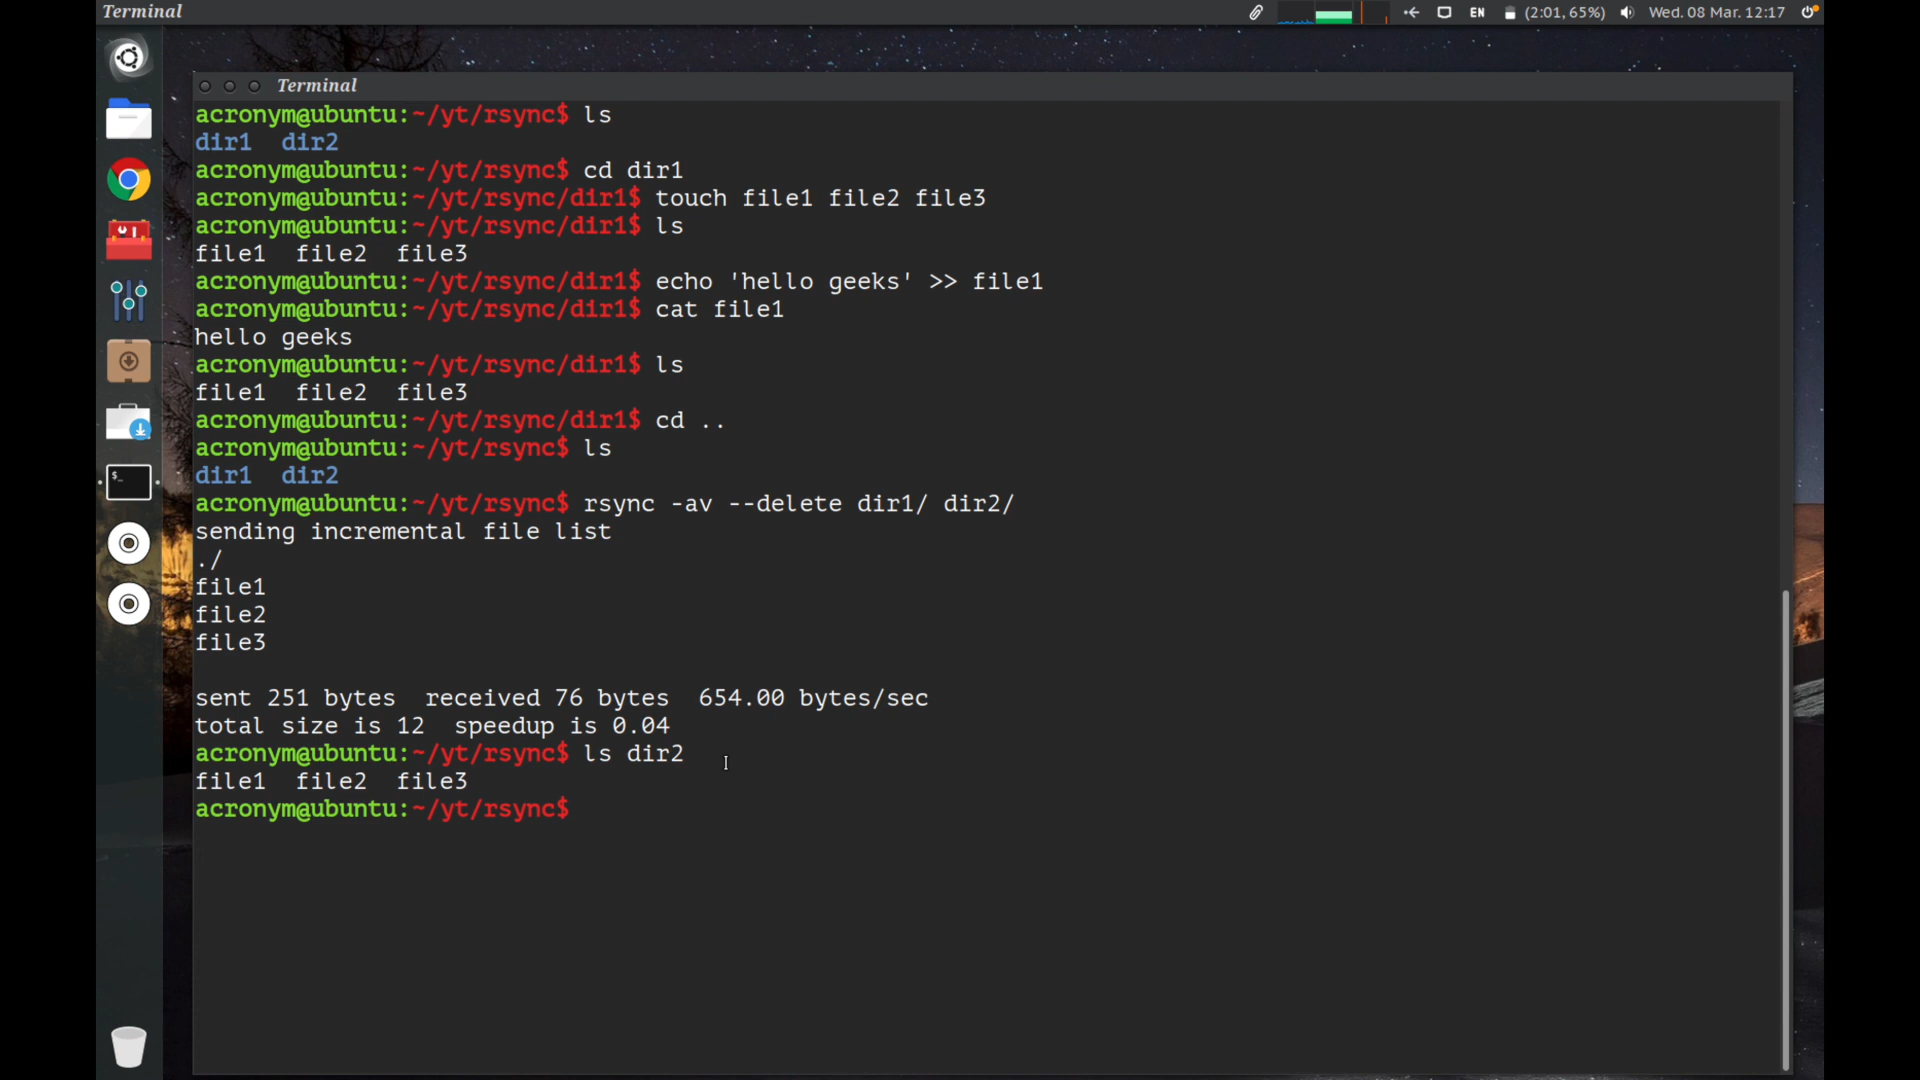 Terminal
EN (2:01, 65%) Wed. 08 Mar. 12:17
Terminal
acronym@ubuntu:~/yt/rsync$ ls
dir1  dir2
acronym@ubuntu:~/yt/rsync$ cd dir1
acronym@ubuntu:~/yt/rsync/dir1$ touch file1 file2 file3
acronym@ubuntu:~/yt/rsync/dir1$ ls
file1  file2  file3
acronym@ubuntu:~/yt/rsync/dir1$ echo 'hello geeks' >> file1
acronym@ubuntu:~/yt/rsync/dir1$ cat file1
hello geeks
acronym@ubuntu:~/yt/rsync/dir1$ ls
file1  file2  file3
acronym@ubuntu:~/yt/rsync/dir1$ cd ..
acronym@ubuntu:~/yt/rsync$ ls
dir1  dir2
acronym@ubuntu:~/yt/rsync$ rsync -av --delete dir1/ dir2/
sending incremental file list
./
file1
file2
file3
sent 251 bytes  received 76 bytes  654.00 bytes/sec
total size is 12  speedup is 0.04
acronym@ubuntu:~/yt/rsync$ ls dir2
file1  file2  file3
acronym@ubuntu:~/yt/rsync$
$_